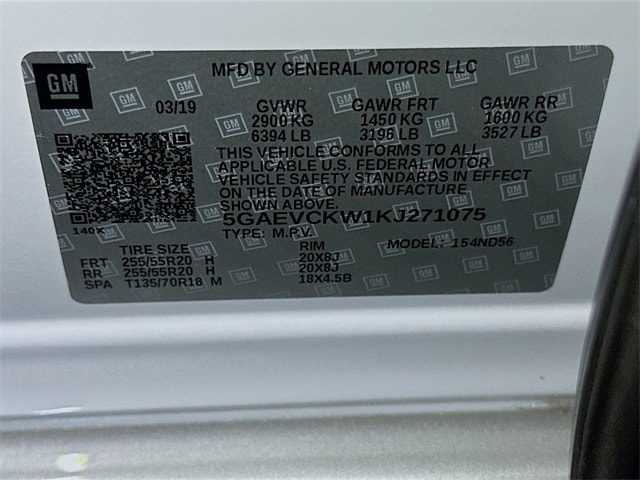 GM
MFD BY GENERAL MOTORS LLC
03/19 GVWR GAWR FRT GAWR RR
2900 KG 1450 KG 1600 KG
6394 LB 3196 LB 3527 LB
THIS VEHICLE CONFORMS TO ALL
APPLICABLE U.S. FEDERAL MOTOR
VEHICLE SAFETY STANDARDS IN EFFECT
ON THE DATE OF MANUFACTURE
SHOWN ABOVE.
140X
5GAEVCKW1KJ271075
TYPE: M.P.V. MODEL: 154ND56
TIRE SIZE RIM
FRT 255/55R20 H 20X8J
RR 255/55R20 H 20X8J
SPA T135/70R18 M 18X4.5B